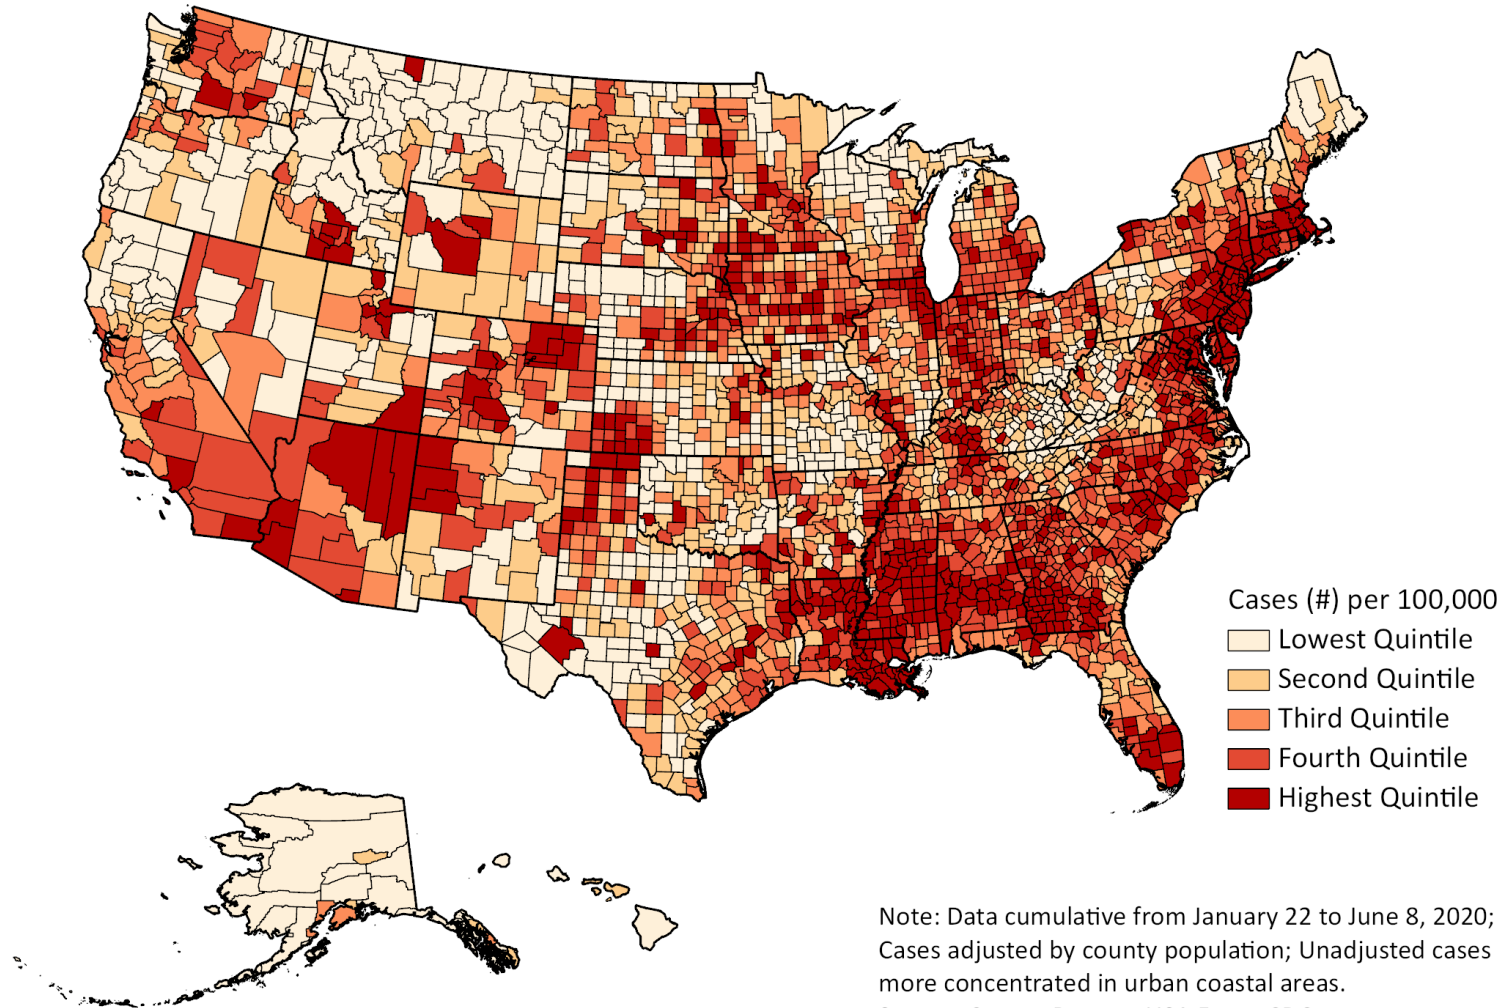 Cases (#) per 100,000
Lowest Quintile
Second Quintile
Third Quintile
Fourth Quintile
Highest Quintile
Note: Data cumulative from January 22 to June 8, 2020;
Cases adjusted by county population; Unadjusted cases
more concentrated in urban coastal areas.